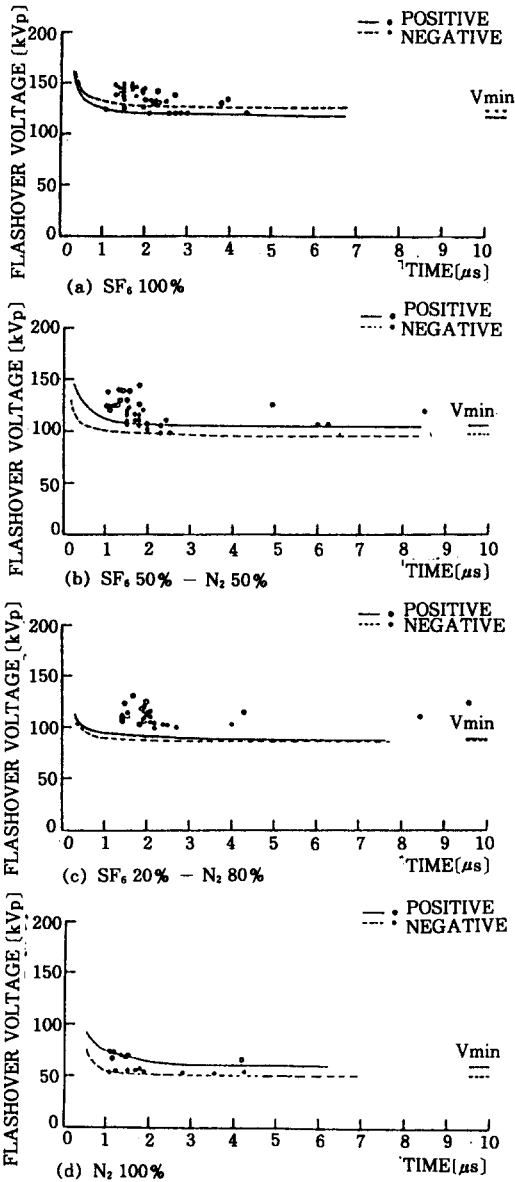 FLASHOVER VOLTAGE [kVp]
POSITIVE
NEGATIVE
200
150
100
50
0
Vmin
0 1 2 3 4 5 6 7 8 9 10
TIME[μs]
(a) SF₆ 100%
FLASHOVER VOLTAGE [kVp]
POSITIVE
NEGATIVE
200
150
100
50
0
Vmin
0 1 2 3 4 5 6 7 8 9 10
TIME[μs]
(b) SF₆ 50% - N₂ 50%
FLASHOVER VOLTAGE [kVp]
POSITIVE
NEGATIVE
200
150
100
50
0
Vmin
0 1 2 3 4 5 6 7 8 9 10
TIME[μs]
(c) SF₆ 20% - N₂ 80%
FLASHOVER VOLTAGE [kVp]
POSITIVE
NEGATIVE
200
150
100
50
0
Vmin
0 1 2 3 4 5 6 7 8 9 10
TIME[μs]
(d) N₂ 100%